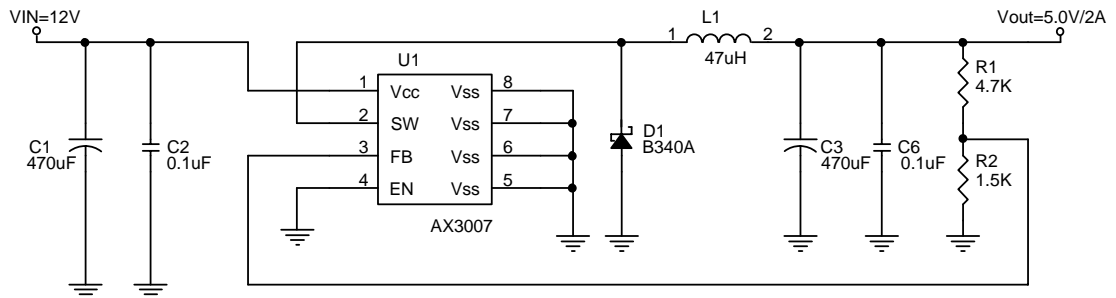 VIN=12V
L1
Vout=5.0V/2A
1
2
47uH
U1
R1
4.7K
1
Vcc
Vss
8
2
SW
Vss
7
3
FB
Vss
6
4
EN
Vss
5
AX3007
C1
470uF
C2
0.1uF
D1
B340A
C3
470uF
C6
0.1uF
R2
1.5K